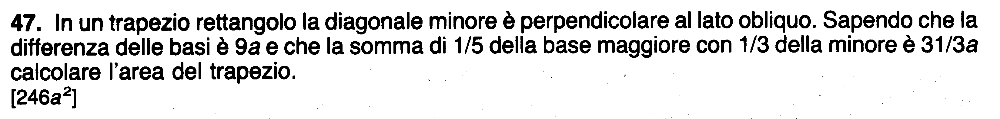 47. In un trapezio rettangolo la diagonale minore è perpendicolare al lato obliquo. Sapendo che la
differenza delle basi è 9a e che la somma di 1/5 della base maggiore con 1/3 della minore è 31/3a
calcolare l'area del trapezio.
[246a²]